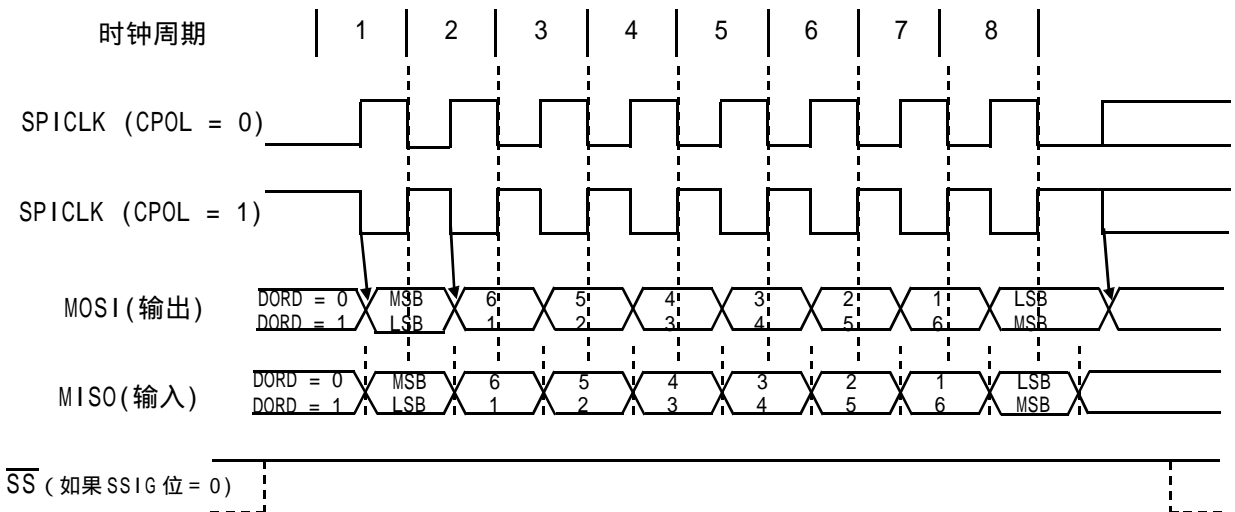 时钟周期 1 2 3 4 5 6 7 8
SPICLK (CPOL = 0)
SPICLK (CPOL = 1)
MOSI(输出)
DORD = 0 MSB 6 5 4 3 2 1 LSB
DORD = 1 LSB 1 2 3 4 5 6 MSB
MISO(输入)
DORD = 0 MSB 6 5 4 3 2 1 LSB
DORD = 1 LSB 1 2 3 4 5 6 MSB
SS (如果SSIG位=0)